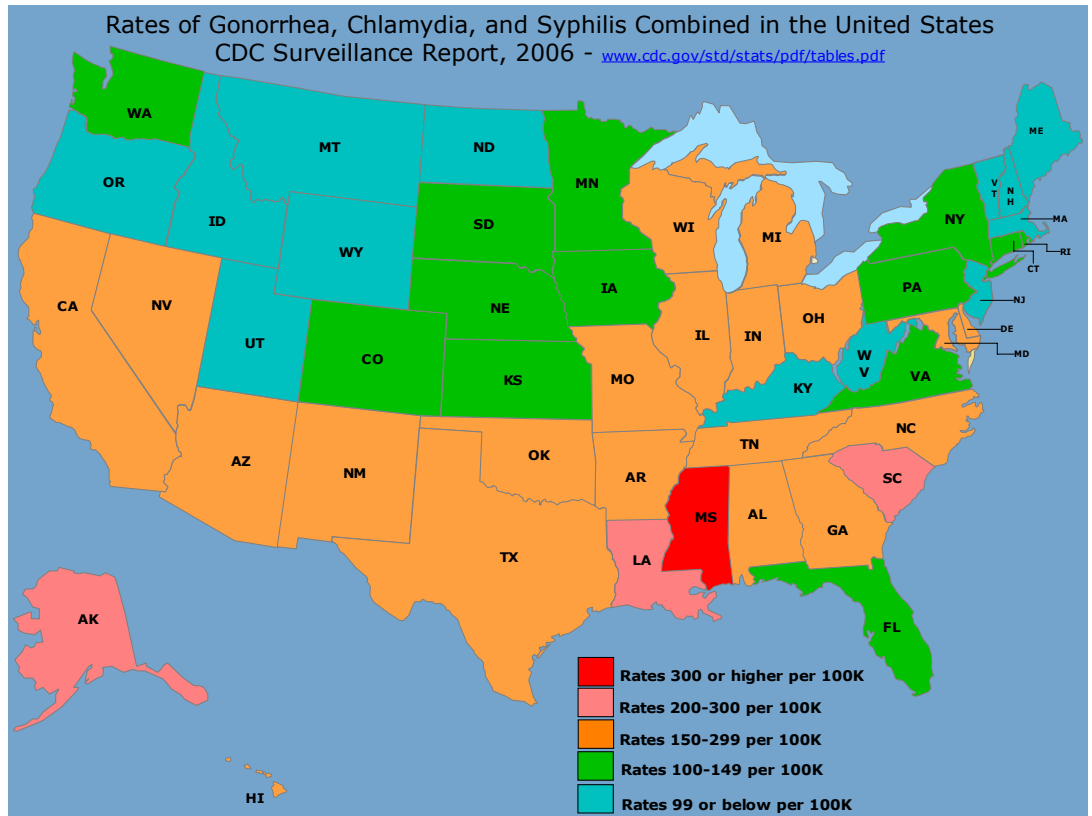 Rates of Gonorrhea, Chlamydia, and Syphilis Combined in the United States
CDC Surveillance Report, 2006 - www.cdc.gov/std/stats/pdf/tables.pdf
WA
MT
ND
MN
ME
OR
ID
SD
WI
MI
NY
V
T
N
H
MA
WY
RI
CT
IA
PA
NE
NJ
CA
NV
UT
CO
IL
IN
OH
DE
MD
W
V
KS
MO
KY
VA
AZ
NM
OK
AR
TN
NC
SC
MS
AL
GA
TX
LA
AK
FL
HI
Rates 300 or higher per 100K
Rates 200-300 per 100K
Rates 150-299 per 100K
Rates 100-149 per 100K
Rates 99 or below per 100K